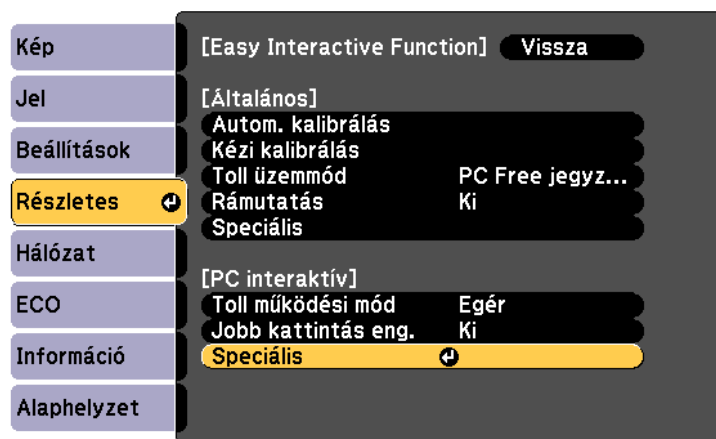 Kép
Jel
Beállítások
Részletes
Hálózat
ECO
Információ
Alaphelyzet
[Easy Interactive Function] Vissza
[Általános]
Autom. kalibrálás
Kézi kalibrálás
Toll üzemmód PC Free jegyz...
Rámutatás Ki
Speciális
[PC interaktív]
Toll működési mód Egér
Jobb kattintás eng. Ki
Speciális